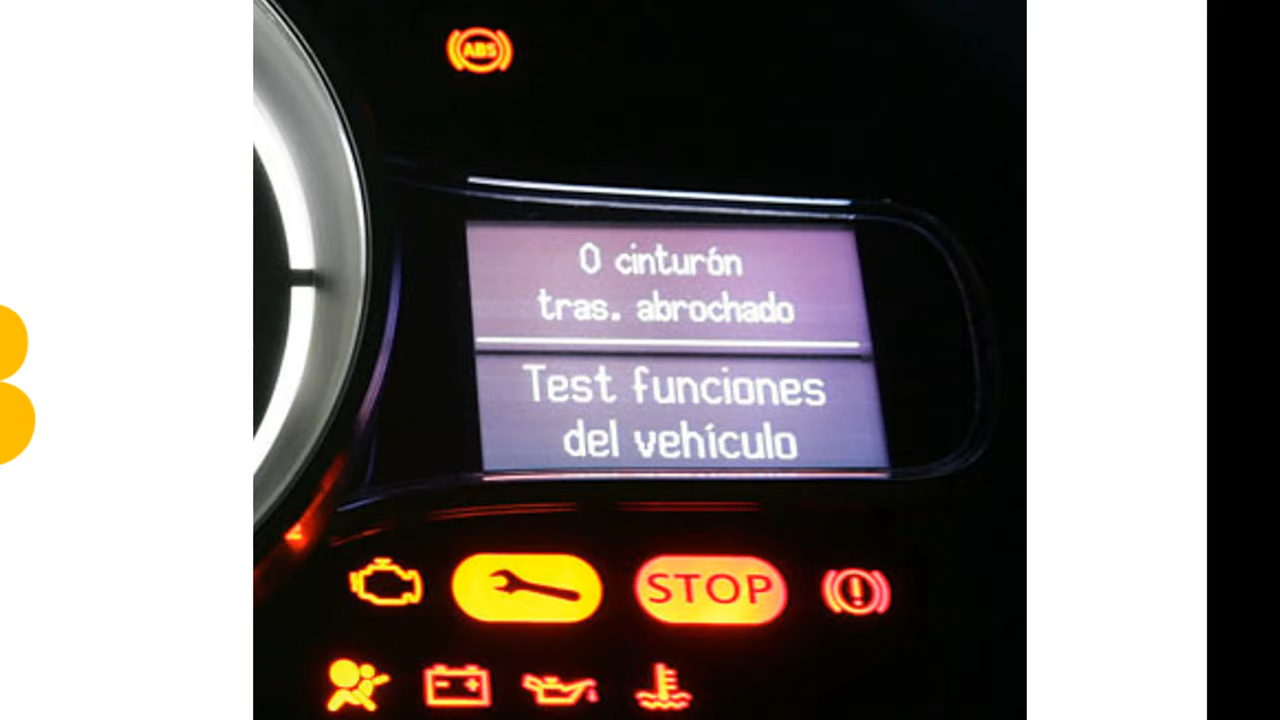 ABS
0 cinturón
tras. abrochado
Test funciones
del vehículo
STOP